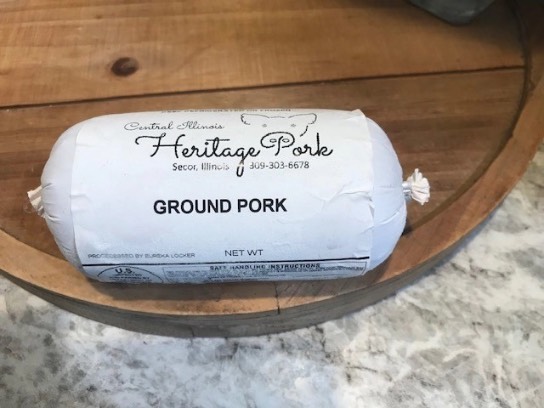 Central Illinois
Heritage Pork
Secor, Illinois 309-303-6678
GROUND PORK
NET WT
PROCESSED BY EUREKA LOCKER
U.S.
SAFE HANDLING INSTRUCTIONS